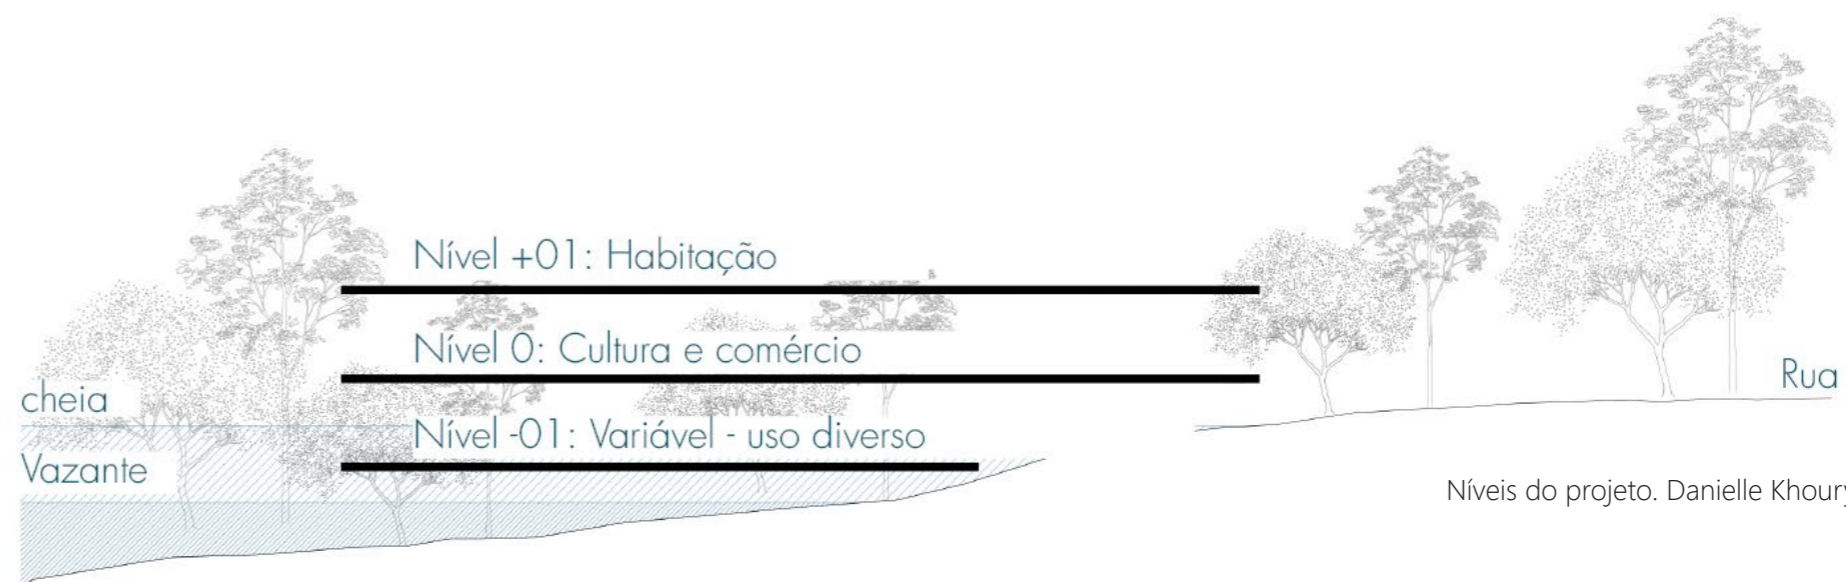 Nível +01: Habitação
Nível 0: Cultura e comércio
Rua
cheia
Nível -01: Variável - uso diverso
Vazante
Níveis do projeto. Danielle Khoury